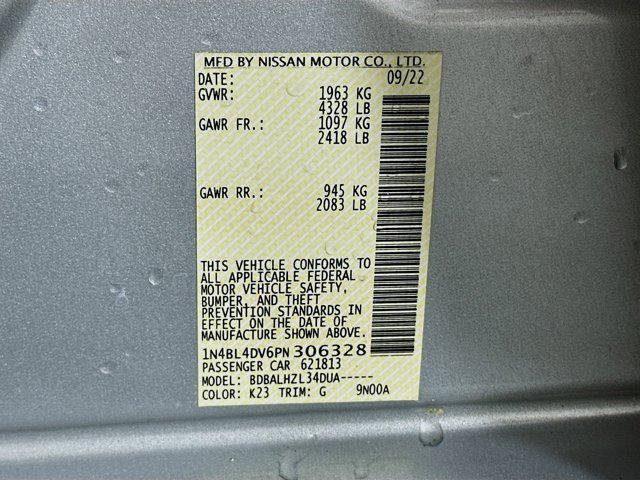 MFD BY NISSAN MOTOR CO., LTD.
DATE: 09/22
GVWR: 1963 KG
4328 LB
GAWR FR.: 1097 KG
2418 LB
GAWR RR.: 945 KG
2083 LB
THIS VEHICLE CONFORMS TO
ALL APPLICABLE FEDERAL
MOTOR VEHICLE SAFETY,
BUMPER, AND THEFT
PREVENTION STANDARDS IN
EFFECT ON THE DATE OF
MANUFACTURE SHOWN ABOVE.
1N4BL4DV6PN 306328
PASSENGER CAR 621813
MODEL: BDBALHZL34DUA-----
COLOR: K23 TRIM: G 9N00A